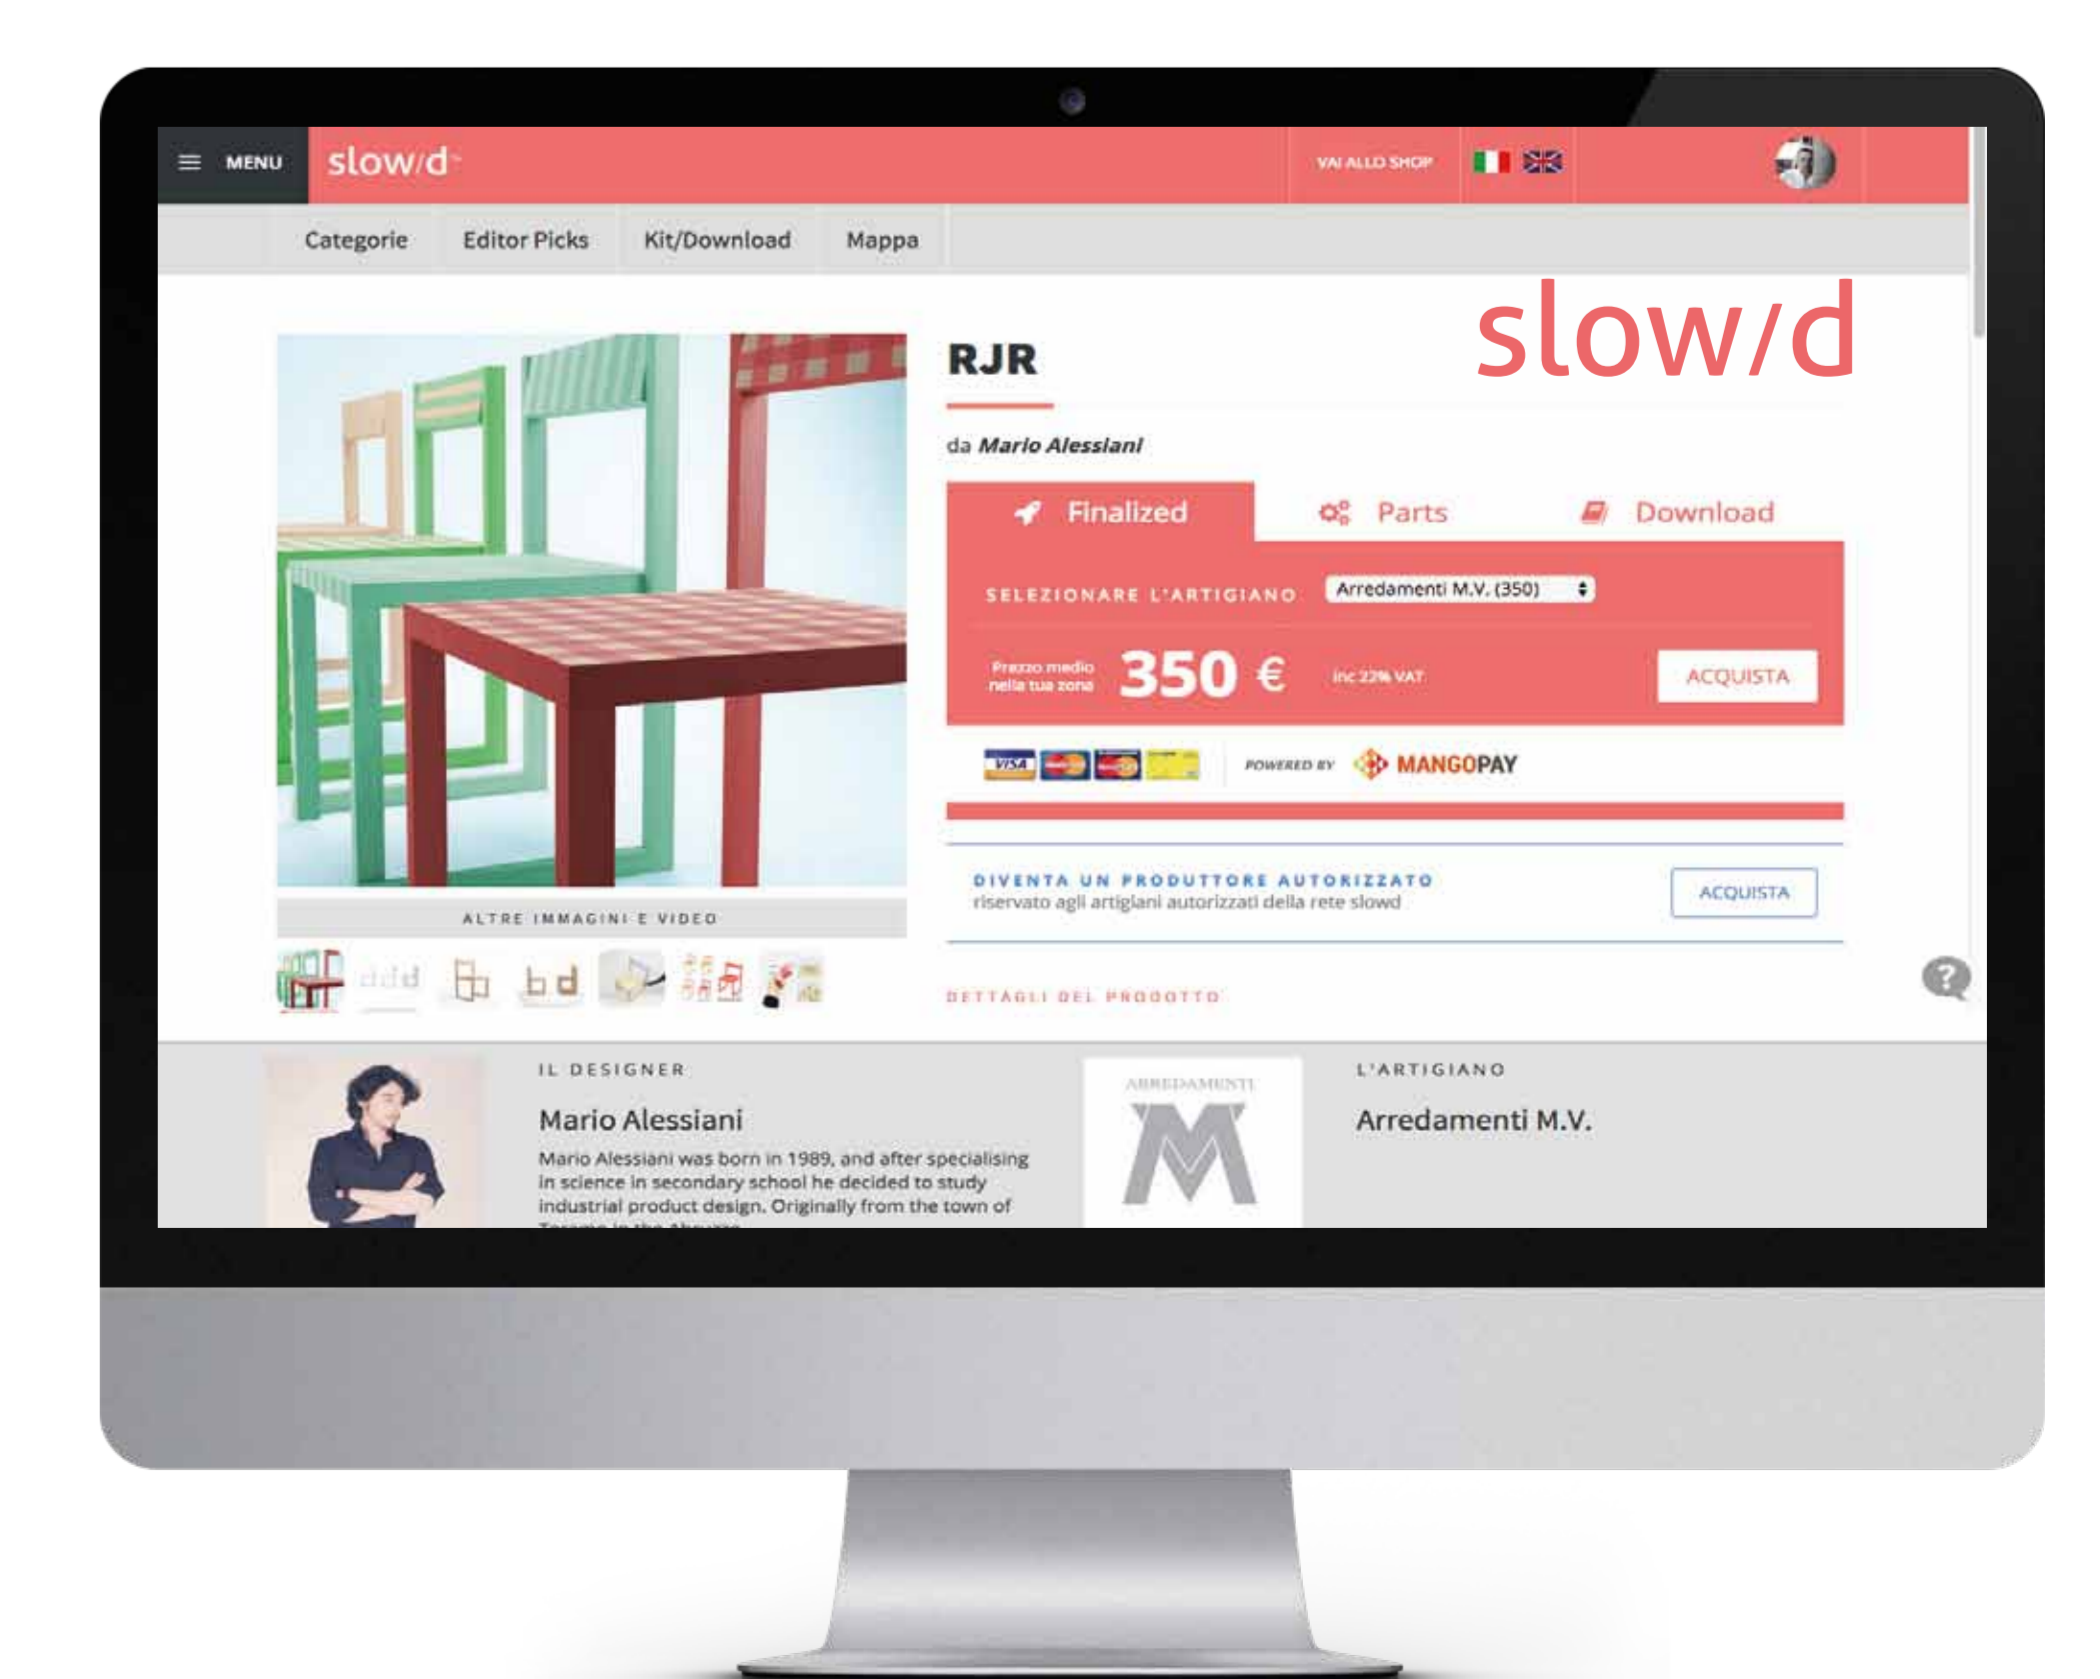 MENU
slow/d
VAI ALLO SHOP
Categorie
Editor Picks
Kit/Download
Mappa
slow/d
RJR
da Mario Alessiani
Finalized
Parts
Download
SELEZIONARE L'ARTIGIANO
Arredamenti M.V. (350)
Prezzo medio
nella tua zona
350 €
inc 22% VAT
ACQUISTA
VISA
POWERED BY
MANGOPAY
DIVENTA UN PRODUTTORE AUTORIZZATO
riservato agli artigiani autorizzati della rete slowd
ACQUISTA
ALTRE IMMAGINI E VIDEO
DETTAGLI DEL PRODOTTO
?
IL DESIGNER
Mario Alessiani
Mario Alessiani was born in 1989, and after specialising
in science in secondary school he decided to study
industrial product design. Originally from the town of
ARREDAMENTI
L'ARTIGIANO
Arredamenti M.V.